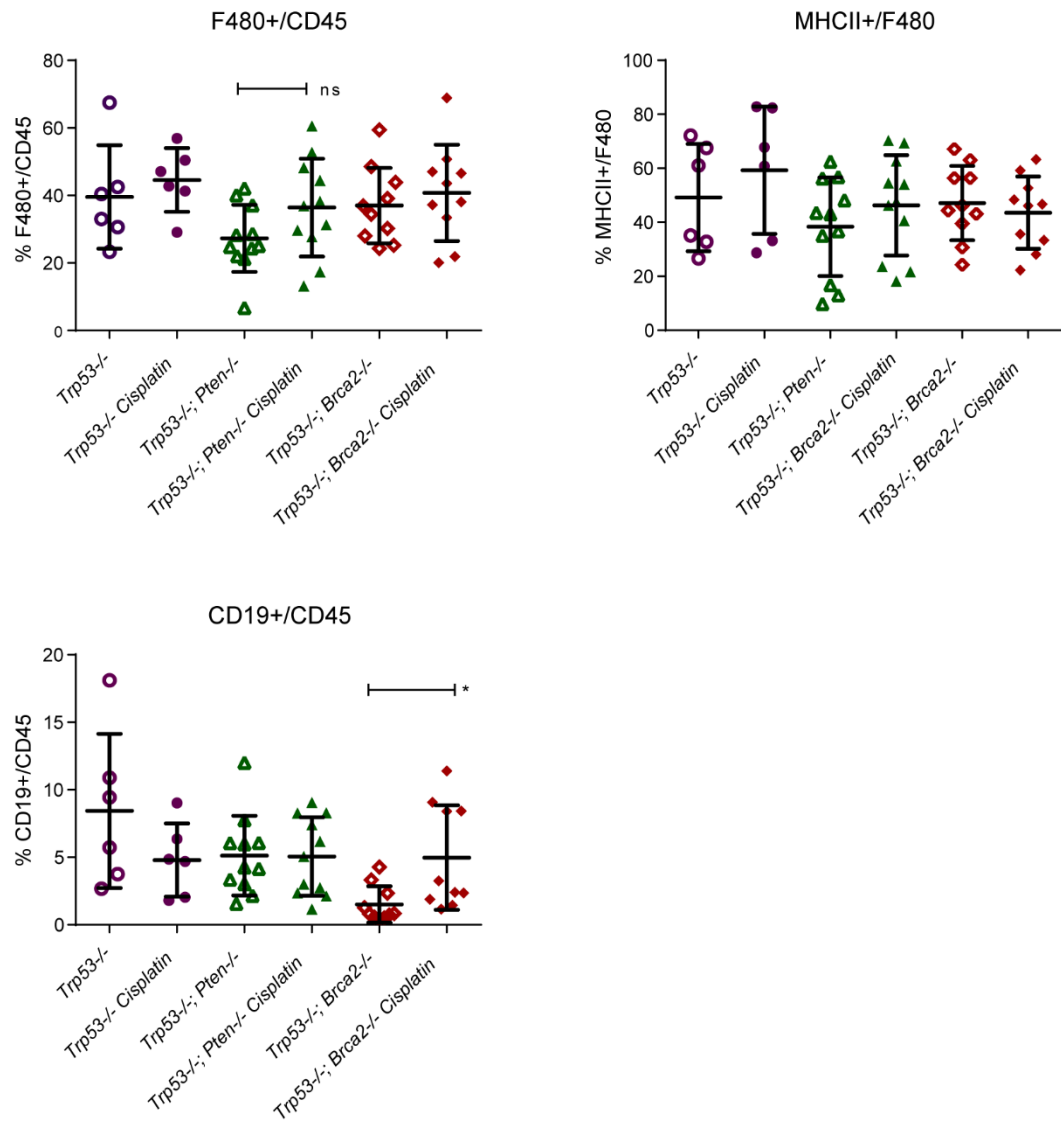 F480+/CD45
% F480+/CD45
80
60
40
20
0
ns
Trp53-/-
Trp53-/- Cisplatin
Trp53-/-; Pten-/-
Trp53-/-; Pten-/- Cisplatin
Trp53-/-; Brca2-/-
Trp53-/-; Brca2-/- Cisplatin
MHCII+/F480
% MHCII+/F480
100
80
60
40
20
0
Trp53-/-
Trp53-/- Cisplatin
Trp53-/-; Pten-/-
Trp53-/-; Brca2-/- Cisplatin
Trp53-/-; Brca2-/-
Trp53-/-; Brca2-/- Cisplatin
CD19+/CD45
% CD19+/CD45
20
15
10
5
0
*
Trp53-/-
Trp53-/- Cisplatin
Trp53-/-; Pten-/-
Trp53-/-; Pten-/- Cisplatin
Trp53-/-; Brca2-/-
Trp53-/-; Brca2-/- Cisplatin